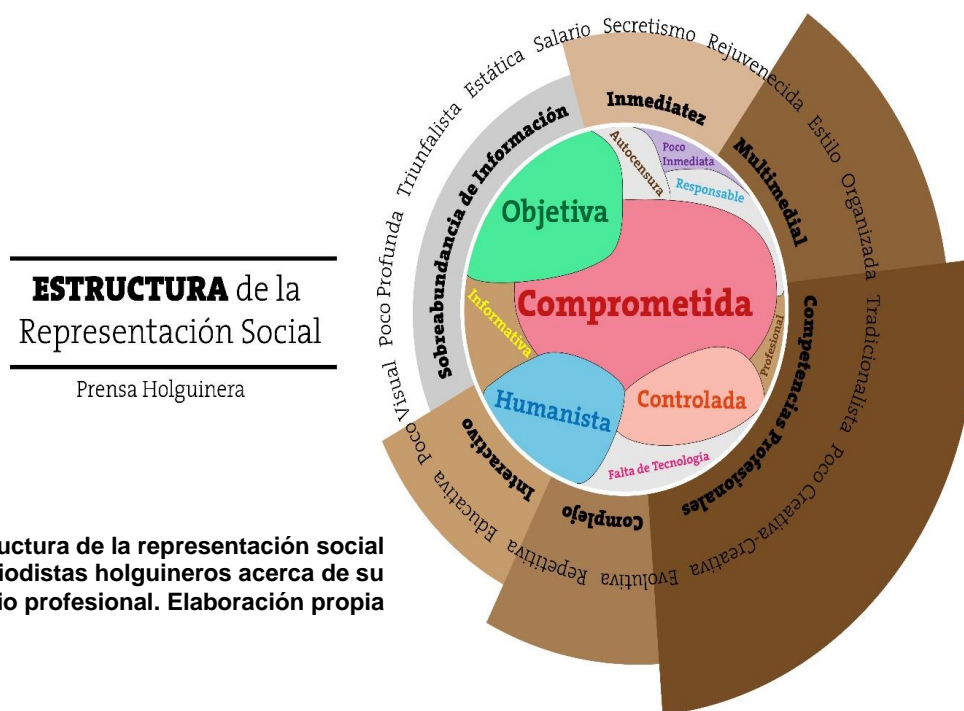 ESTRUCTURA de la
Representación Social
Prensa Holguinera
uctura de la representación social
iodistas holguineros acerca de su
io profesional. Elaboración propia
Poco Visual Poco Profunda Triunfalista Estática Salario Secretismo Rejuvenecida Estilo Organizada Tradicionalista Poco Creativa-Creativa Evolutiva Repetitiva Educativa
Sobreabundancia de Información
Inmediatez
Multimedial
Competencias Profesionales
Complejo
Interactivo
Autocensura
Poco
Inmediata
Responsable
Objetiva
Comprometida
Informativa
Profesional
Humanista
Controlada
Falta de Tecnología